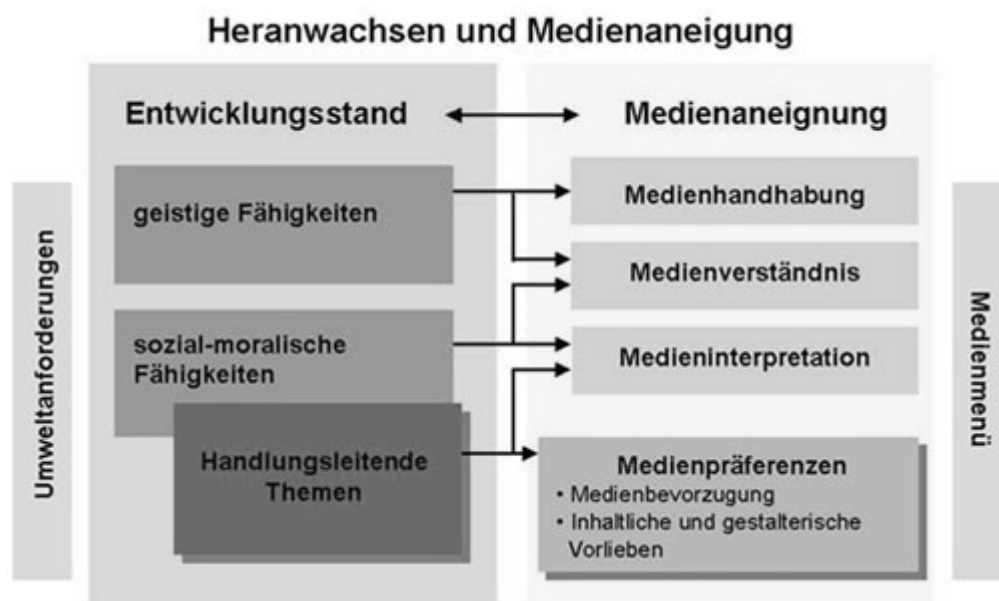 Heranwachsen und Medienaneigung
Entwicklungsstand
Medienaneignung
Umweltanforderungen
geistige Fähigkeiten
sozial-moralische
Fähigkeiten
Handlungsleitende
Themen
Medienhandhabung
Medienverständnis
Medieninterpretation
Medienpräferenzen
• Medienbevorzugung
• Inhaltliche und gestalterische
Vorlieben
Medienmenü